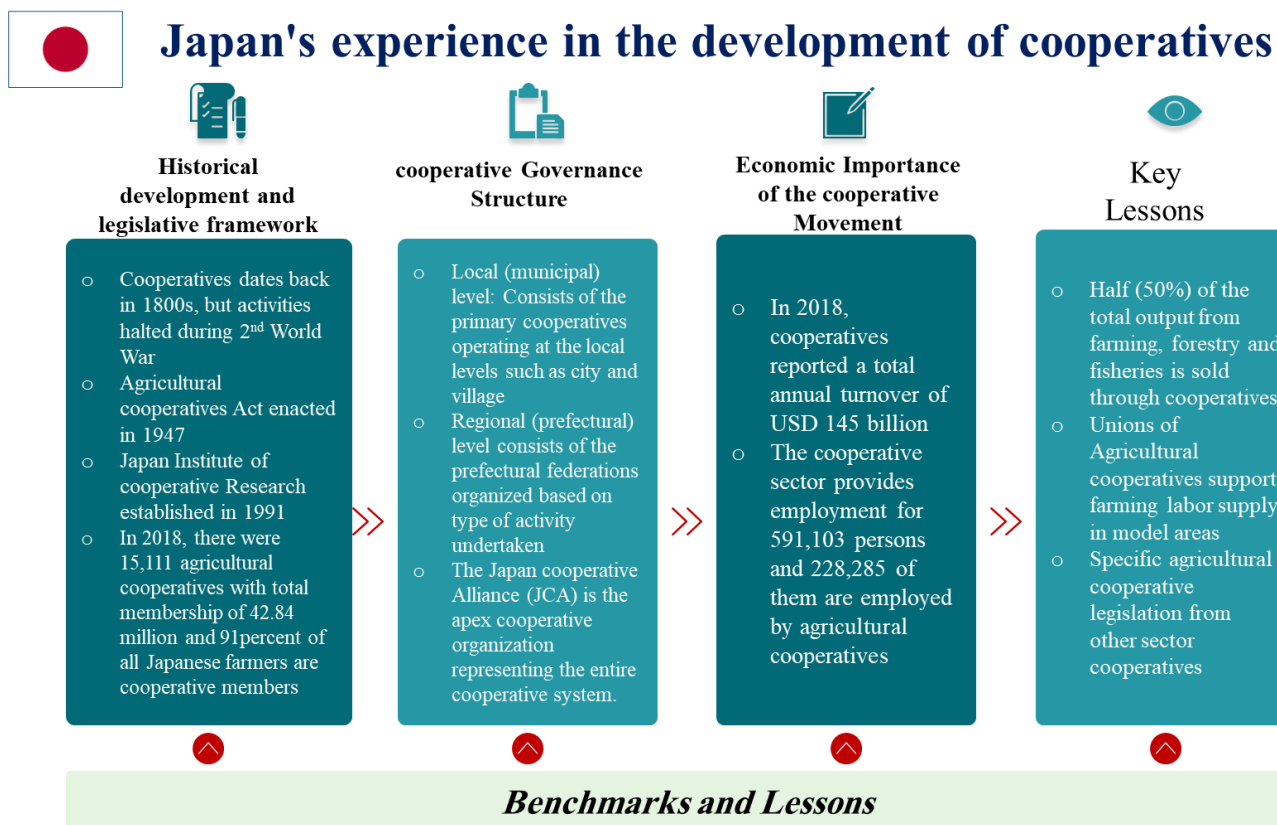 Japan's experience in the development of cooperatives
Historical
development and
legislative framework
o Cooperatives dates back
in 1800s, but activities
halted during 2nd World
War
o Agricultural
cooperatives Act enacted
in 1947
o Japan Institute of
cooperative Research
established in 1991
o In 2018, there were
15,111 agricultural
cooperatives with total
membership of 42.84
million and 91percent of
all Japanese farmers are
cooperative members
cooperative Governance
Structure
o Local (municipal)
level: Consists of the
primary cooperatives
operating at the local
levels such as city and
village
o Regional (prefectural)
level consists of the
prefectural federations
organized based on
type of activity
undertaken
o The Japan cooperative
Alliance (JCA) is the
apex cooperative
organization
representing the entire
cooperative system.
Economic Importance
of the cooperative
Movement
o In 2018,
cooperatives
reported a total
annual turnover of
USD 145 billion
o The cooperative
sector provides
employment for
591,103 persons
and 228,285 of
them are employed
by agricultural
cooperatives
Key
Lessons
o Half (50%) of the
total output from
farming, forestry and
fisheries is sold
through cooperatives
o Unions of
Agricultural
cooperatives support
farming labor supply
in model areas
o Specific agricultural
cooperative
legislation from
other sector
cooperatives
Benchmarks and Lessons